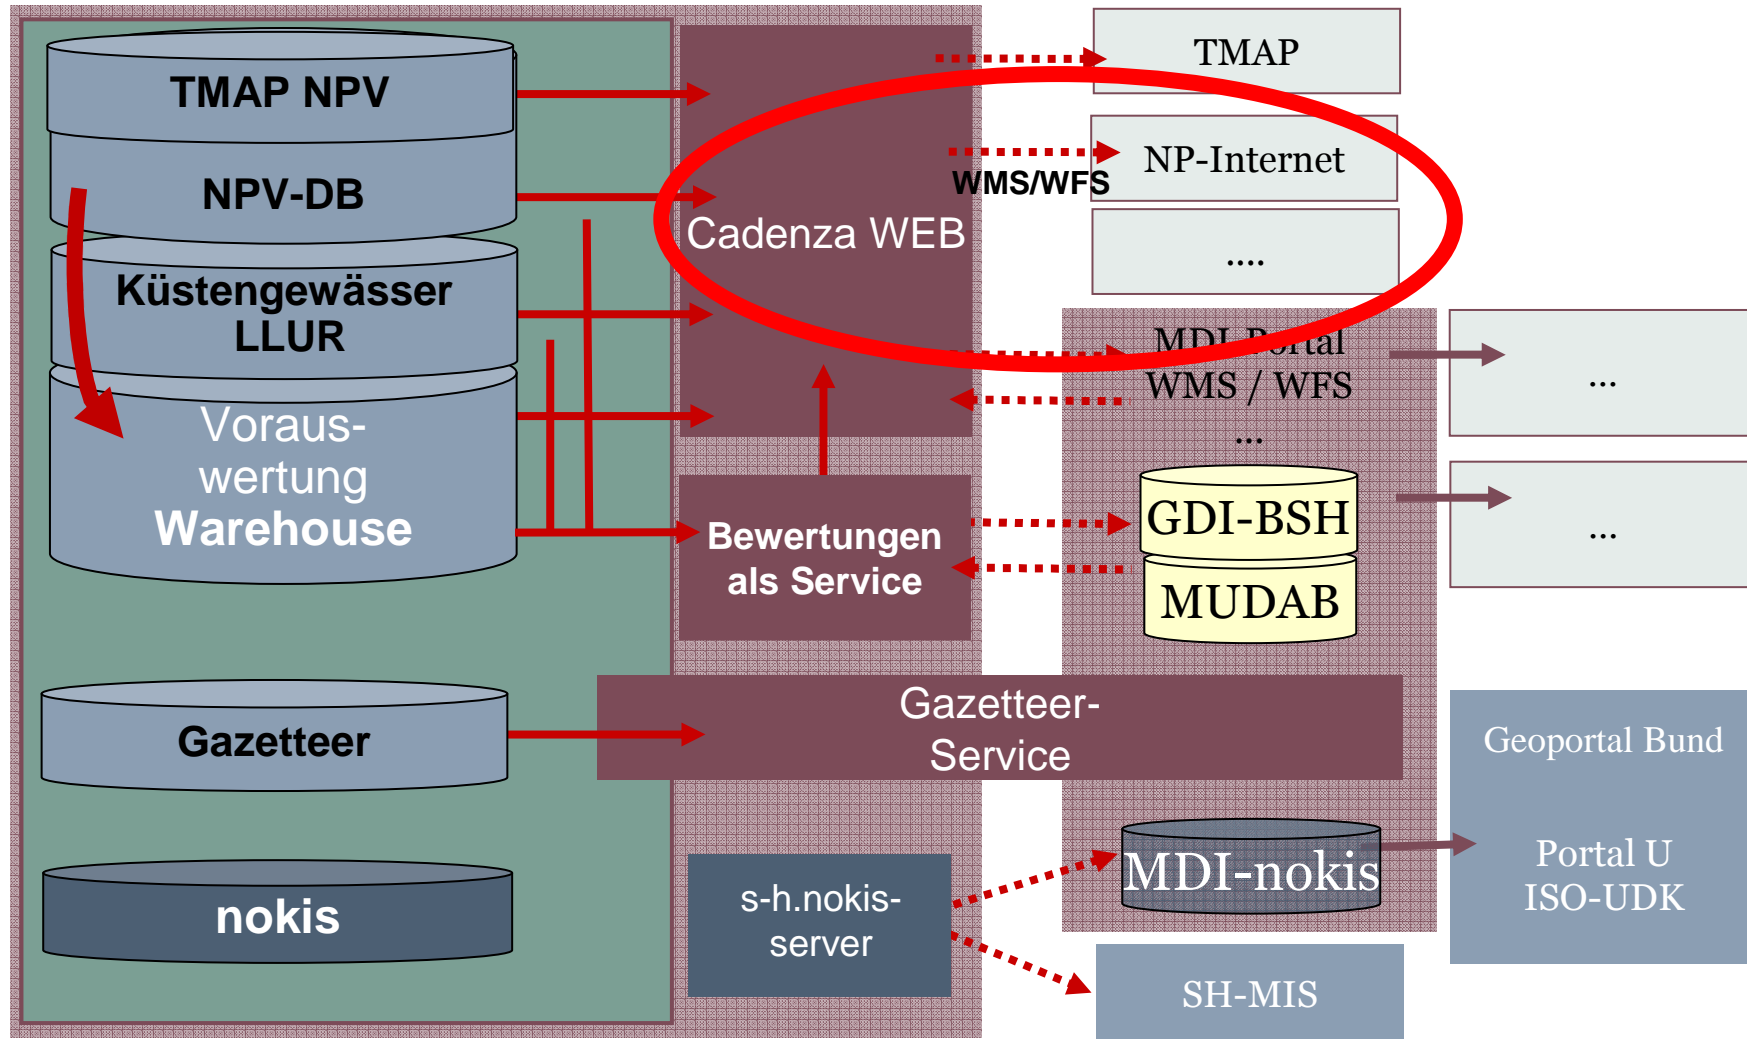 TMAP NPV
NPV-DB
Küstengewässer
LLUR
Voraus-
wertung
Warehouse
Gazetteer
nokis
Cadenza WEB
Bewertungen
als Service
Gazetteer-
Service
s-h.nokis-
server
WMS/WFS
TMAP
NP-Internet
....
MDI-Portal
WMS / WFS
...
GDI-BSH
MUDAB
MDI-nokis
SH-MIS
...
...
Geoportal Bund
Portal U
ISO-UDK